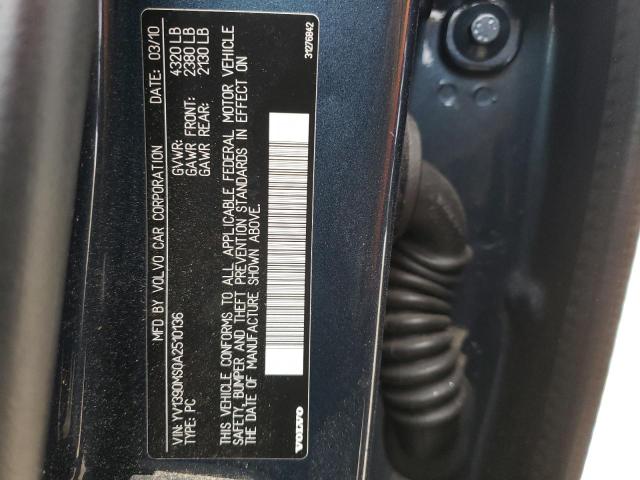 MFD BY VOLVO CAR CORPORATION DATE: 03/10
GVWR: 4320 LB
GAWR FRONT: 2380 LB
GAWR REAR: 2130 LB
VIN: YV1390MS0A2510136
TYPE: PC
THIS VEHICLE CONFORMS TO ALL APPLICABLE FEDERAL MOTOR VEHICLE
SAFETY, BUMPER AND THEFT PREVENTION STANDARDS IN EFFECT ON
THE DATE OF MANUFACTURE SHOWN ABOVE.
VOLVO
31276842